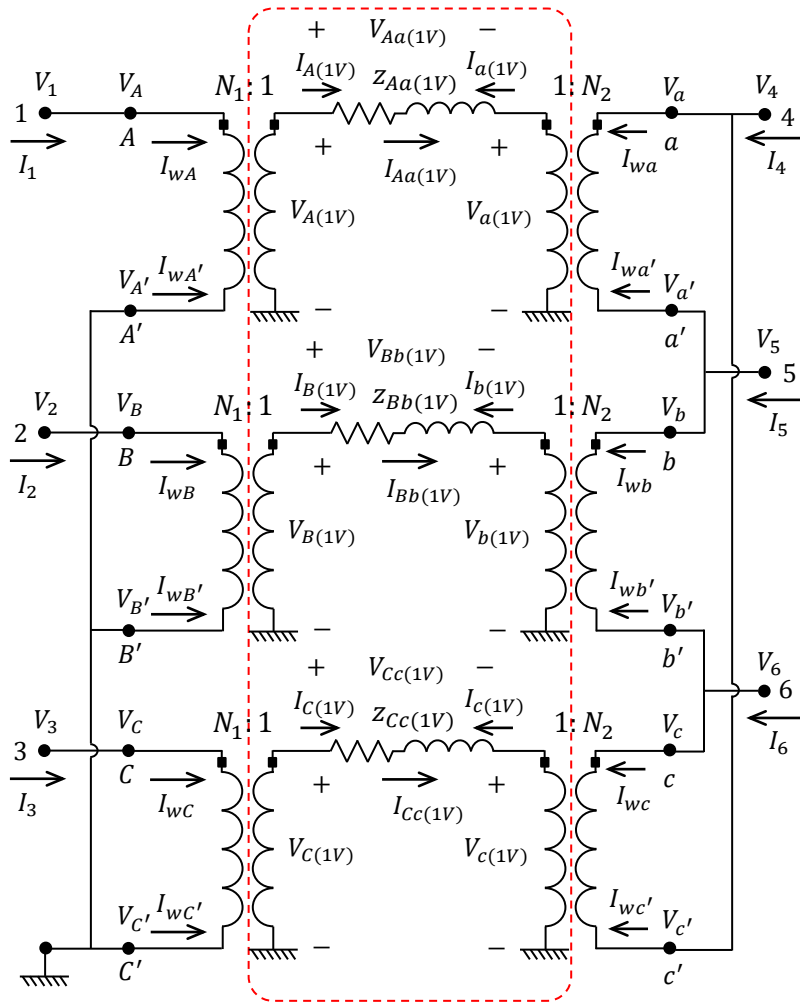 + V_{Aa(1V)} −
I_{A(1V)} z_{Aa(1V)} I_{a(1V)}
V_1 V_A N_1:1 1:N_2 V_a V_4
1 A a 4
I_1 I_{wA} + I_{Aa(1V)} + I_{wa} I_4
V_{A(1V)} V_{a(1V)}
V_{A'} I_{wA'} I_{wa'} V_{a'}
A' − − a'
+ V_{Bb(1V)} − V_5
I_{B(1V)} z_{Bb(1V)} I_{b(1V)} 5
V_2 V_B N_1:1 1:N_2 V_b I_5
2 B b
I_2 I_{wB} + I_{Bb(1V)} + I_{wb}
V_{B(1V)} V_{b(1V)}
V_{B'} I_{wB'} I_{wb'} V_{b'}
B' − − b'
+ V_{Cc(1V)} − V_6
I_{C(1V)} z_{Cc(1V)} I_{c(1V)} 6
V_3 V_C N_1:1 1:N_2 V_c I_6
3 C c
I_3 I_{wC} + I_{Cc(1V)} + I_{wc}
V_{C(1V)} V_{c(1V)}
V_{C'} I_{wC'} I_{wc'} V_{c'}
C' − − c'